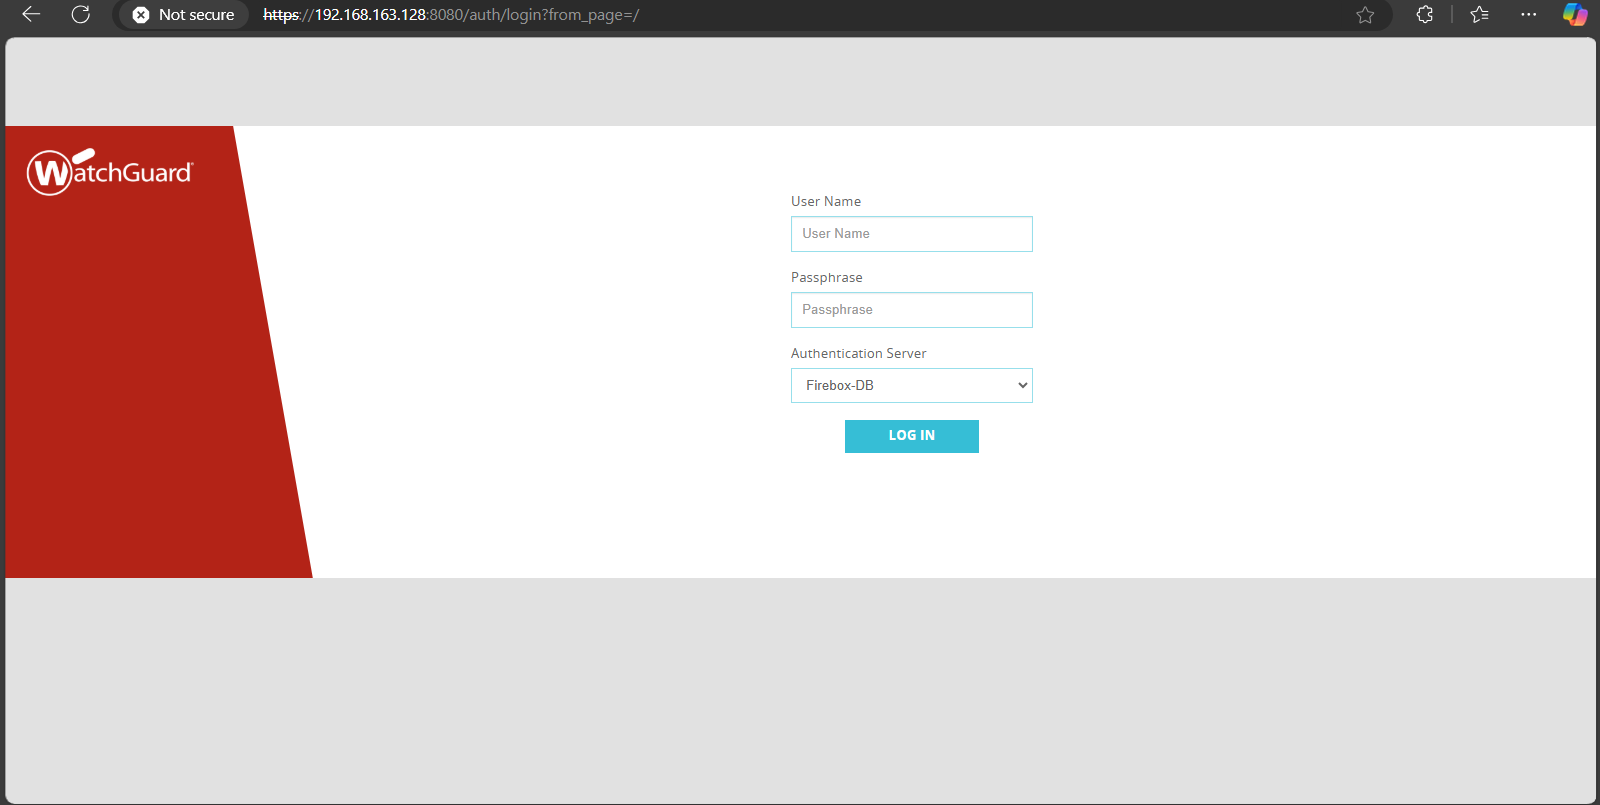 Not secure https://192.168.163.128:8080/auth/login?from_page=/
WatchGuard
User Name
User Name
Passphrase
Passphrase
Authentication Server
Firebox-DB
LOG IN